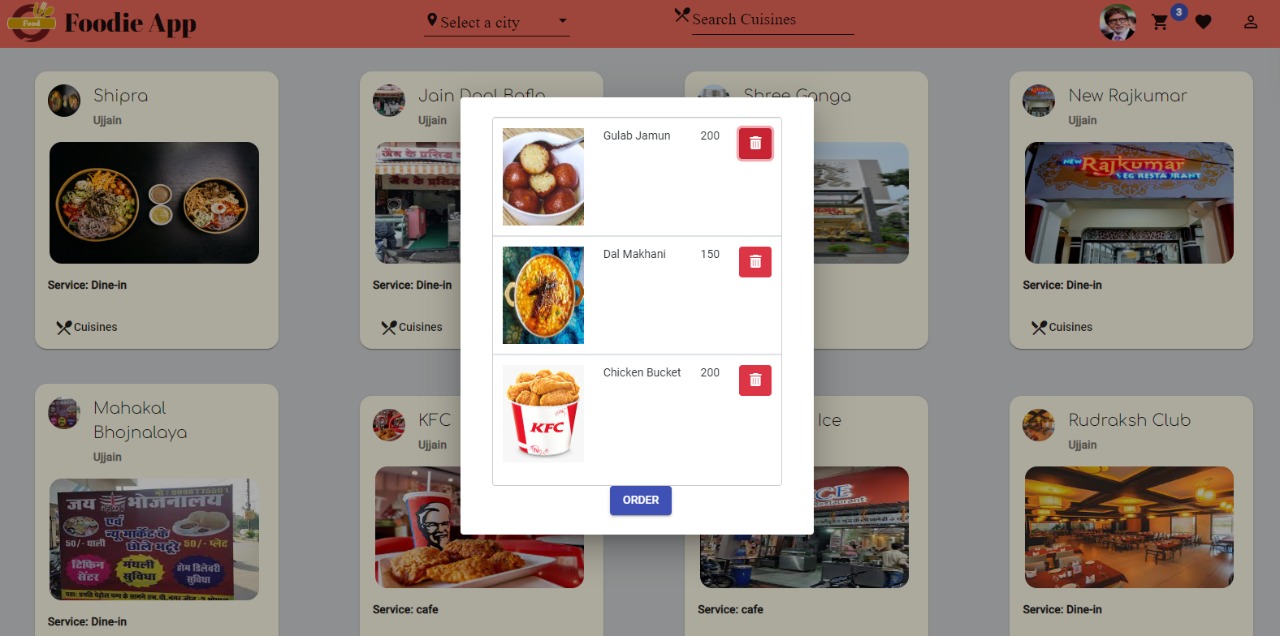 Food
Foodie App
Select a city
Search Cuisines
3
Shipra
Ujjain
Service: Dine-in
Cuisines
Jain Daal Bafla
Ujjain
Service: Dine-in
Cuisines
Shree Ganga
New Rajkumar
Ujjain
NEW
Rajkumar
VEG RESTAURANT
Service: Dine-in
Cuisines
Gulab Jamun 200
Dal Makhani 150
Chicken Bucket 200
KFC
ORDER
Mahakal
Bhojnalaya
Ujjain
जय भोजनालय
एवं
न्यू मार्केट के
छोले भटूरे
50/- थाली
50/- प्लेट
टिफिन
सेंटर
मंथली
सुविधा
होम डिलेवरी
सुविधा
Service: Dine-in
KFC
Ujjain
Service: cafe
Ice
ICE
Service: cafe
Rudraksh Club
Ujjain
Service: Dine-in